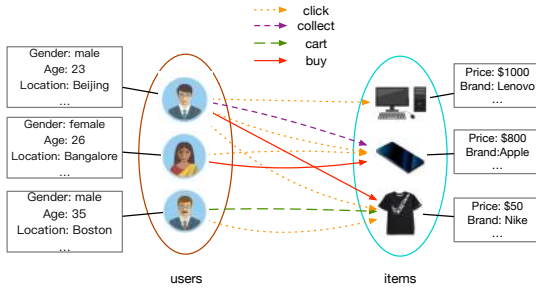 click
collect
cart
buy
Gender: male
Age: 23
Location: Beijing
...
Gender: female
Age: 26
Location: Bangalore
...
Gender: male
Age: 35
Location: Boston
...
Price: $1000
Brand: Lenovo
...
Price: $800
Brand:Apple
...
Price: $50
Brand: Nike
...
users
items